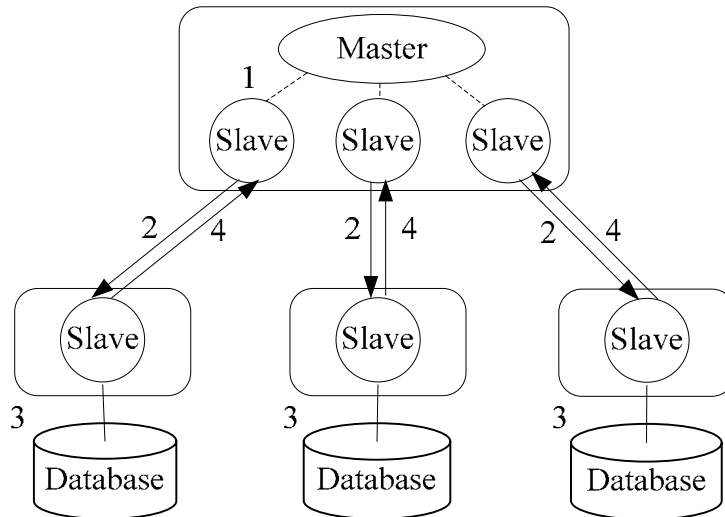 Master
1
Slave Slave Slave
2 4 2 4 2 4
Slave Slave Slave
3 3 3
Database Database Database